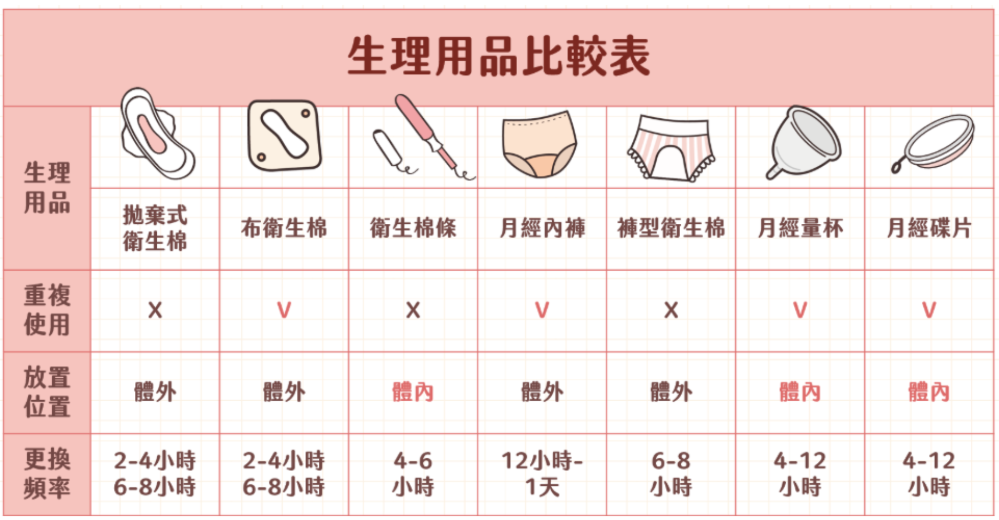 生理用品比較表
生理
用品
拋棄式
衛生棉
布衛生棉
衛生棉條
月經內褲
褲型衛生棉
月經量杯
月經碟片
重複
使用
X
V
X
V
X
V
V
放置
位置
體外
體外
體內
體外
體外
體內
體內
更換
頻率
2-4小時
6-8小時
2-4小時
6-8小時
4-6
小時
12小時-
1天
6-8
小時
4-12
小時
4-12
小時